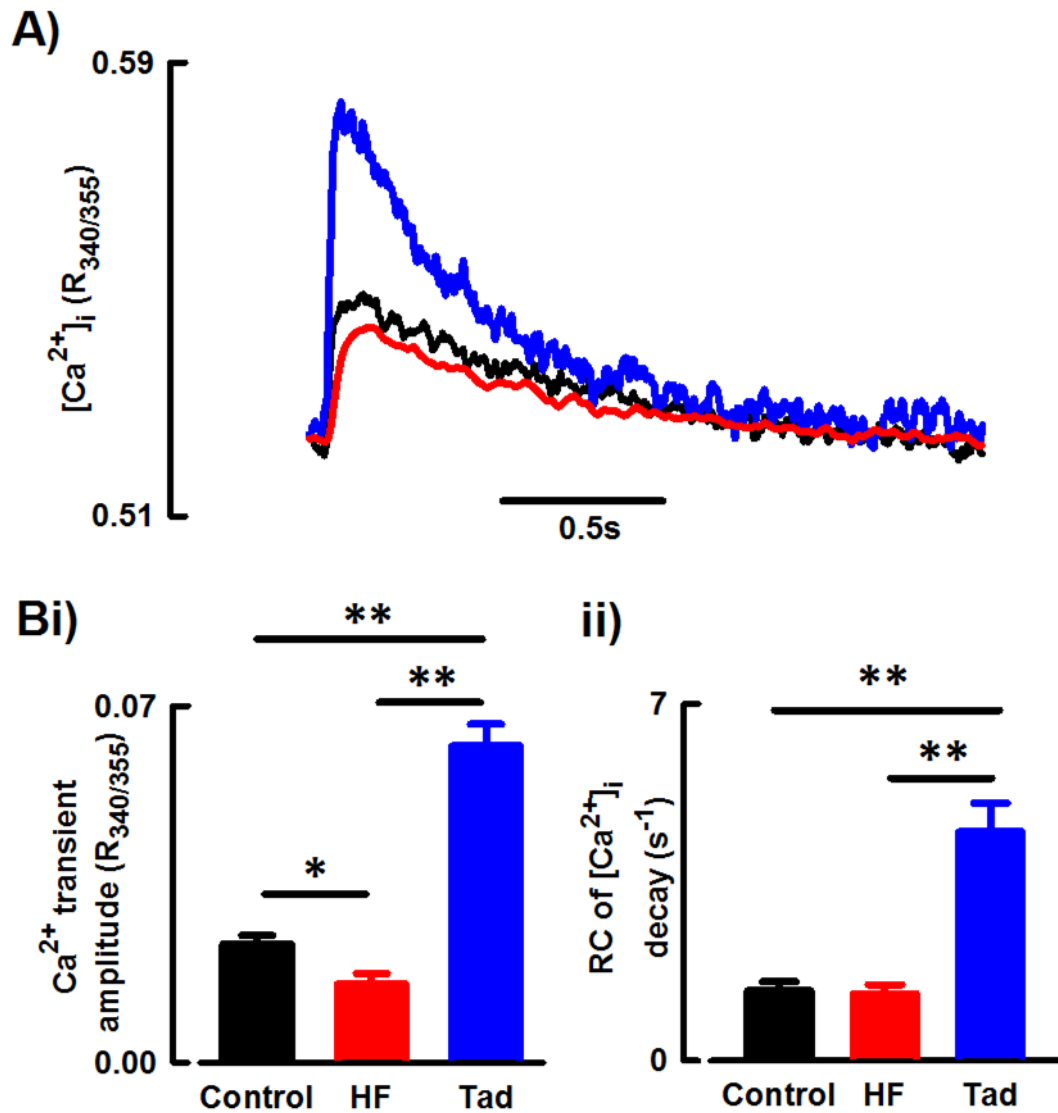 A)
0.59
[Ca²⁺]ᵢ (R₃₄₀/₃₅₅)
0.51
0.5s
Bi)
**
**
0.07
Ca²⁺ transient
amplitude (R₃₄₀/₃₅₅)
*
0.00
Control HF Tad
ii)
**
7
**
RC of [Ca²⁺]ᵢ
decay (s⁻¹)
0
Control HF Tad